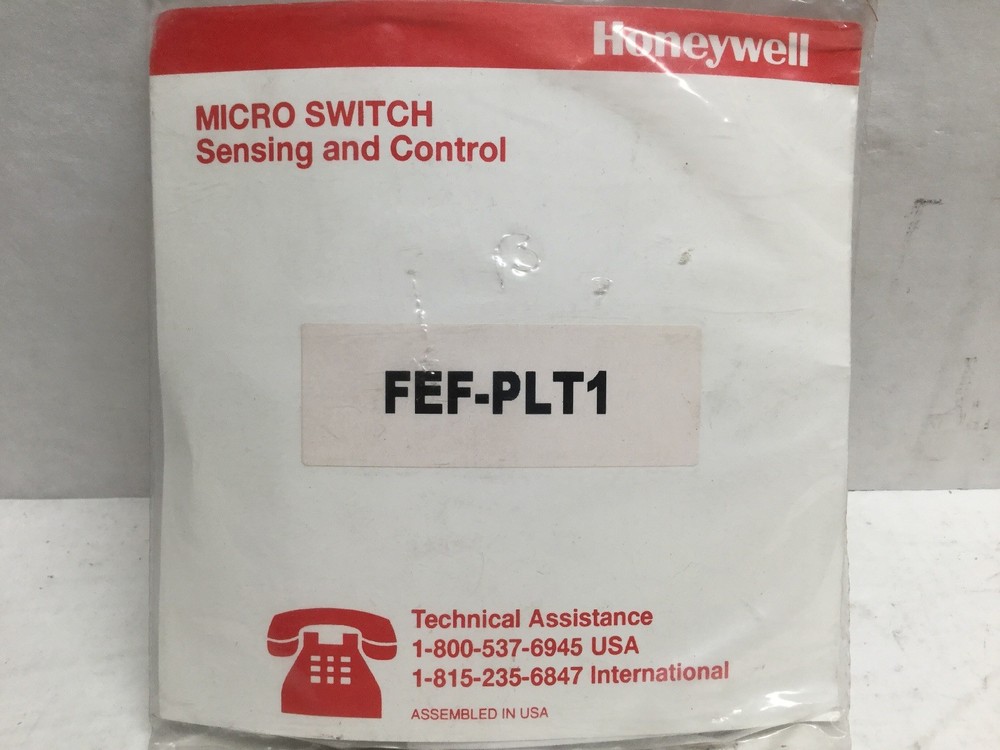 Honeywell
MICRO SWITCH
Sensing and Control
FEF-PLT1
Technical Assistance
1-800-537-6945 USA
1-815-235-6847 International
ASSEMBLED IN USA